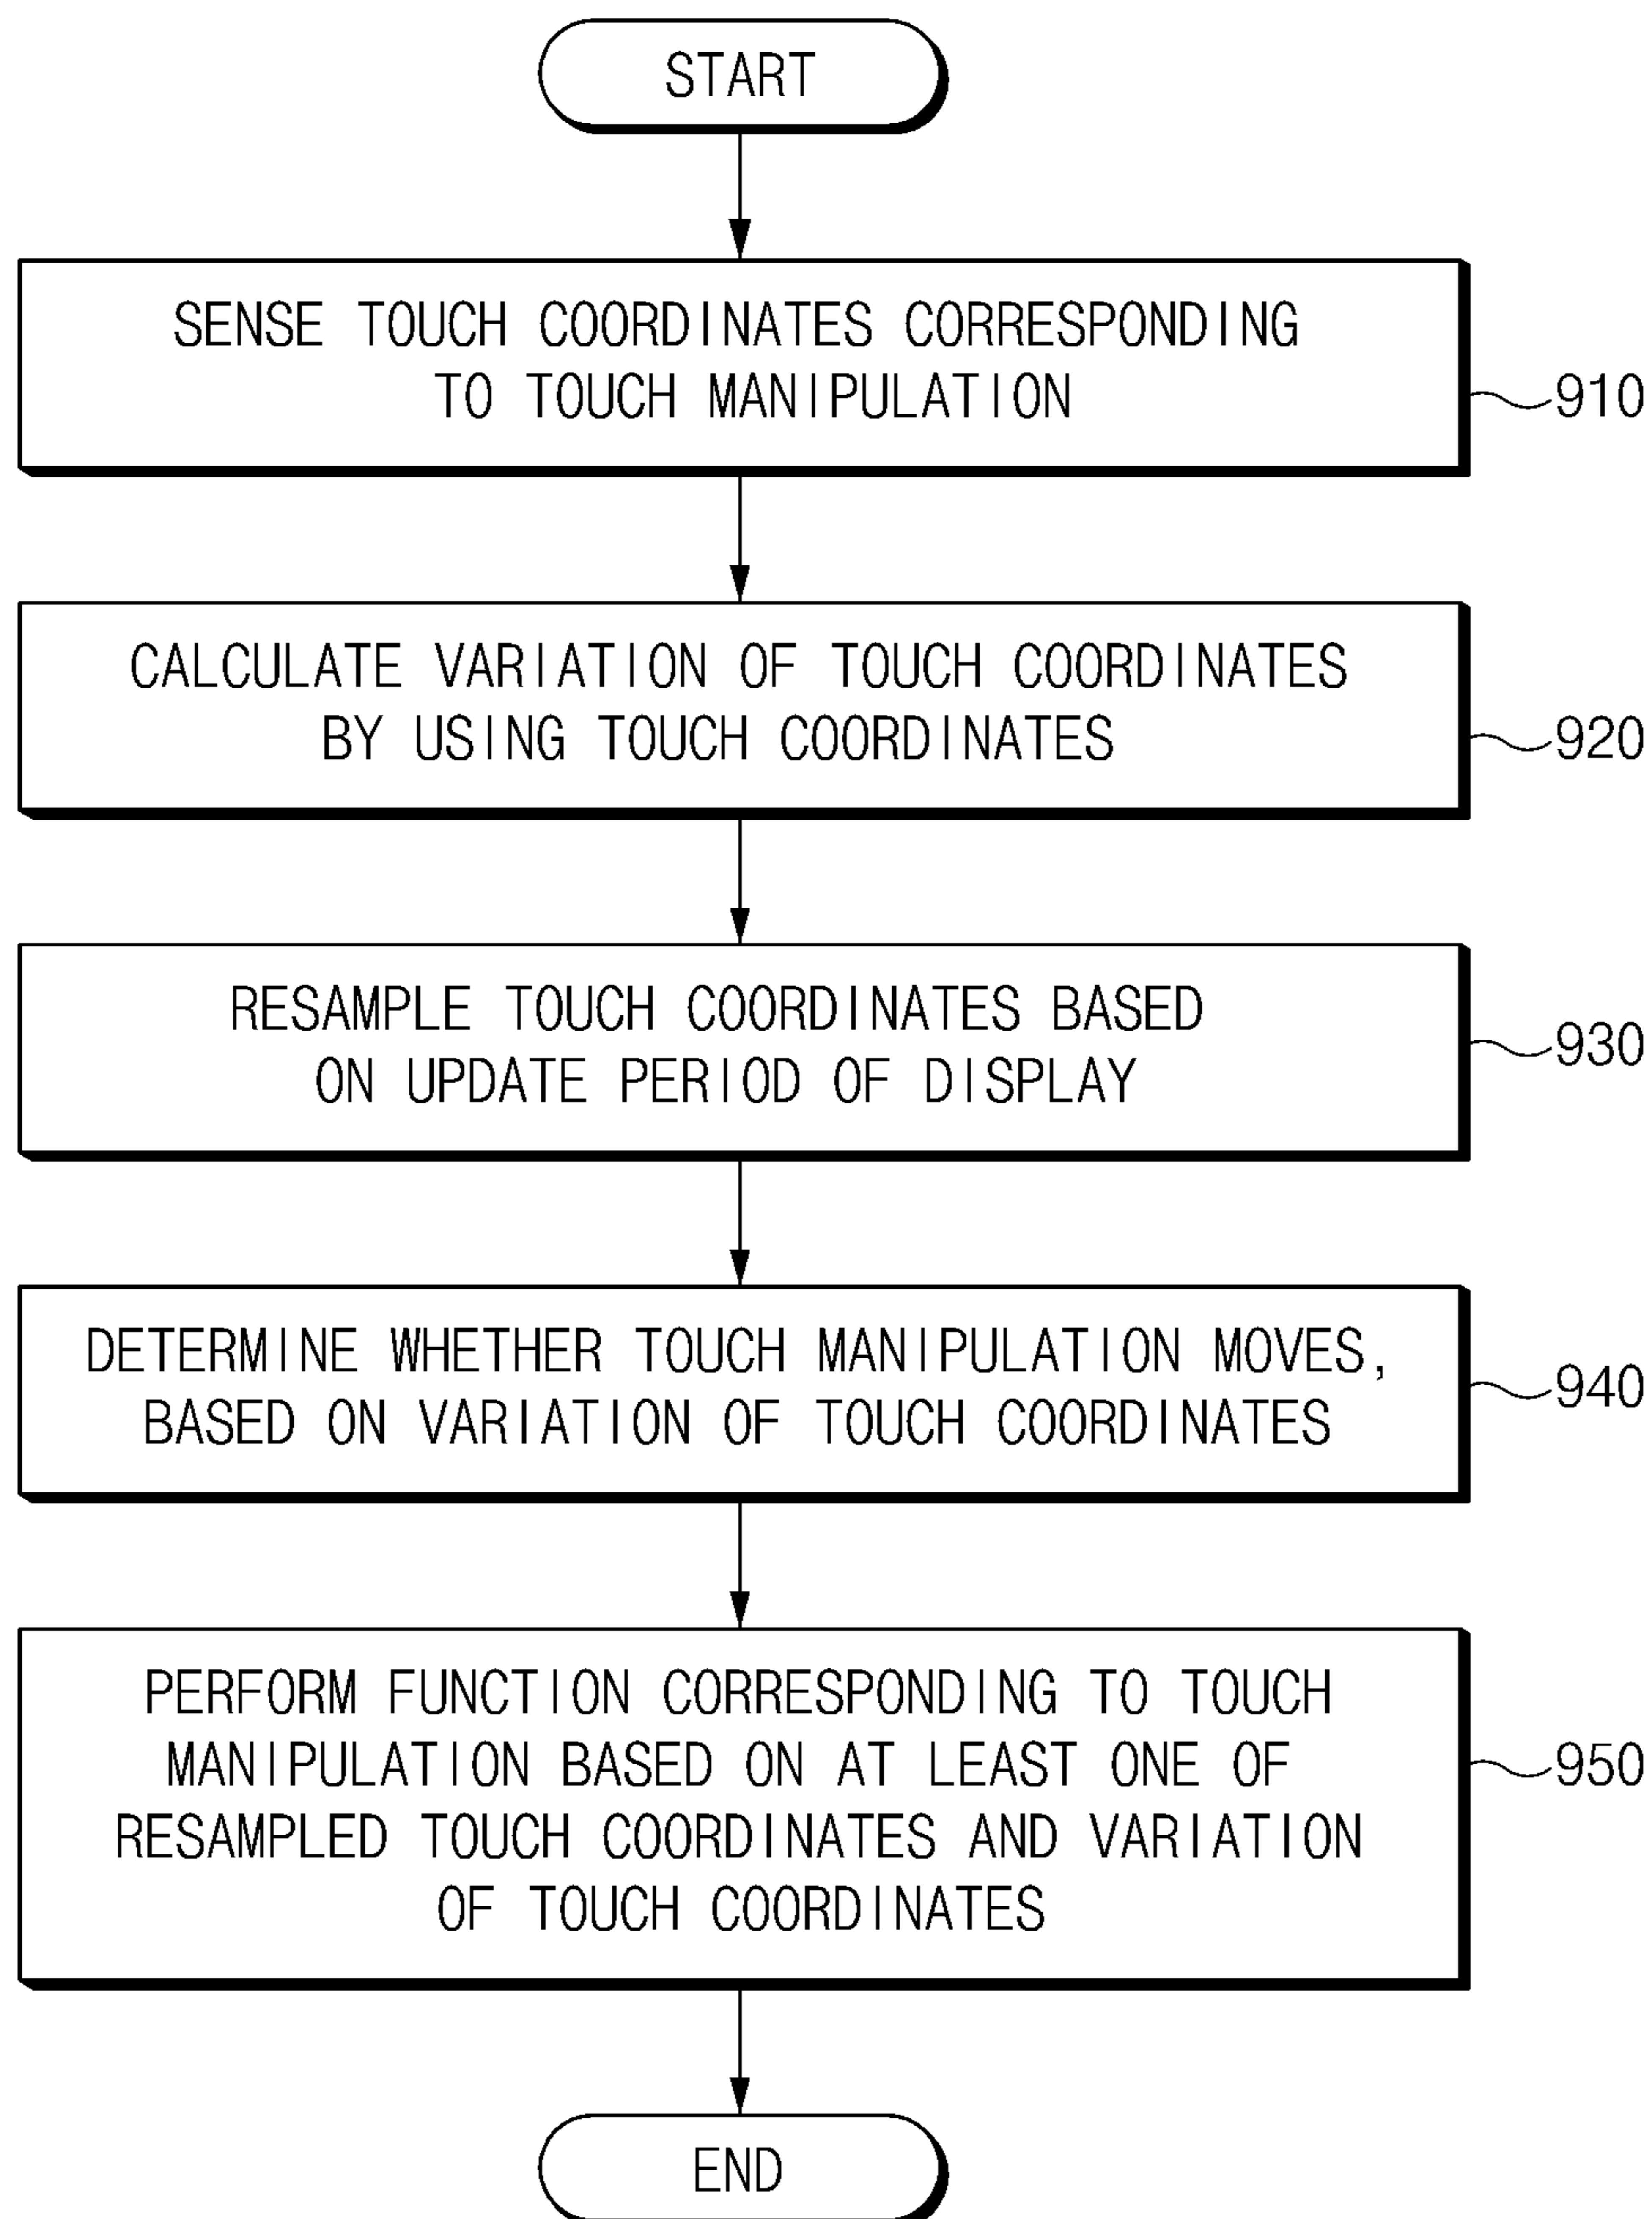 START
SENSE TOUCH COORDINATES CORRESPONDING
TO TOUCH MANIPULATION
910
CALCULATE VARIATION OF TOUCH COORDINATES
BY USING TOUCH COORDINATES
920
RESAMPLE TOUCH COORDINATES BASED
ON UPDATE PERIOD OF DISPLAY
930
DETERMINE WHETHER TOUCH MANIPULATION MOVES,
BASED ON VARIATION OF TOUCH COORDINATES
940
PERFORM FUNCTION CORRESPONDING TO TOUCH
MANIPULATION BASED ON AT LEAST ONE OF
RESAMPLED TOUCH COORDINATES AND VARIATION
OF TOUCH COORDINATES
950
END